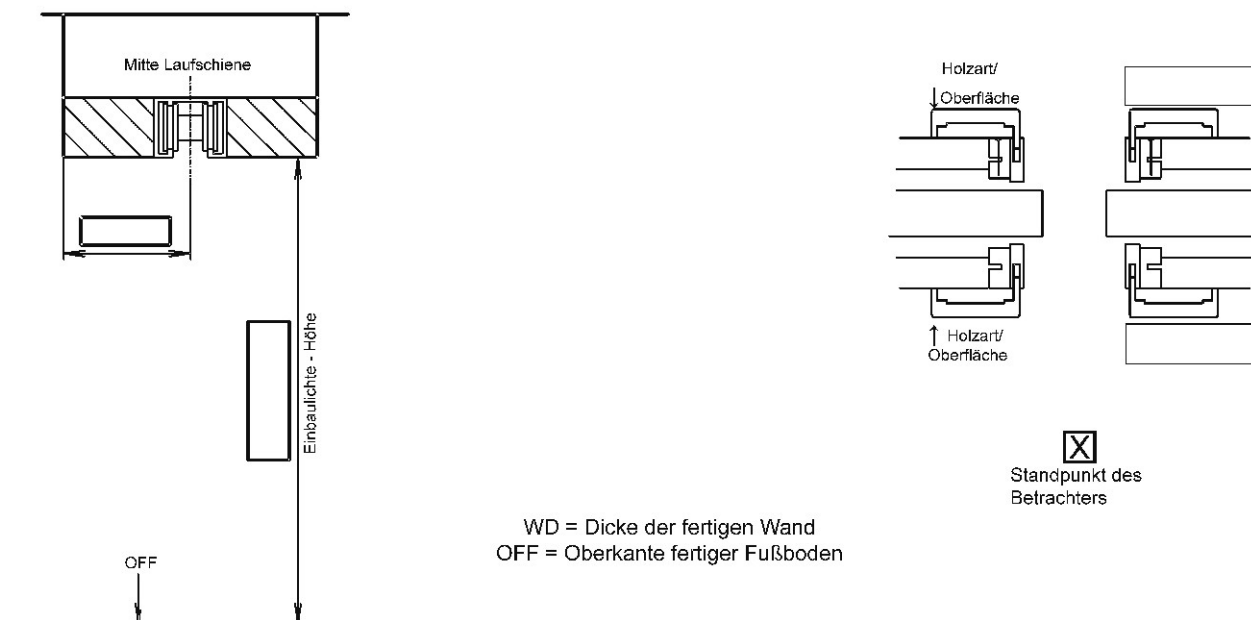 Mitte Laufschiene
Einbaulichte - Höhe
OFF
WD = Dicke der fertigen Wand
OFF = Oberkante fertiger Fußboden
Holzart/
Oberfläche
Holzart/
Oberfläche
X
Standpunkt des
Betrachters